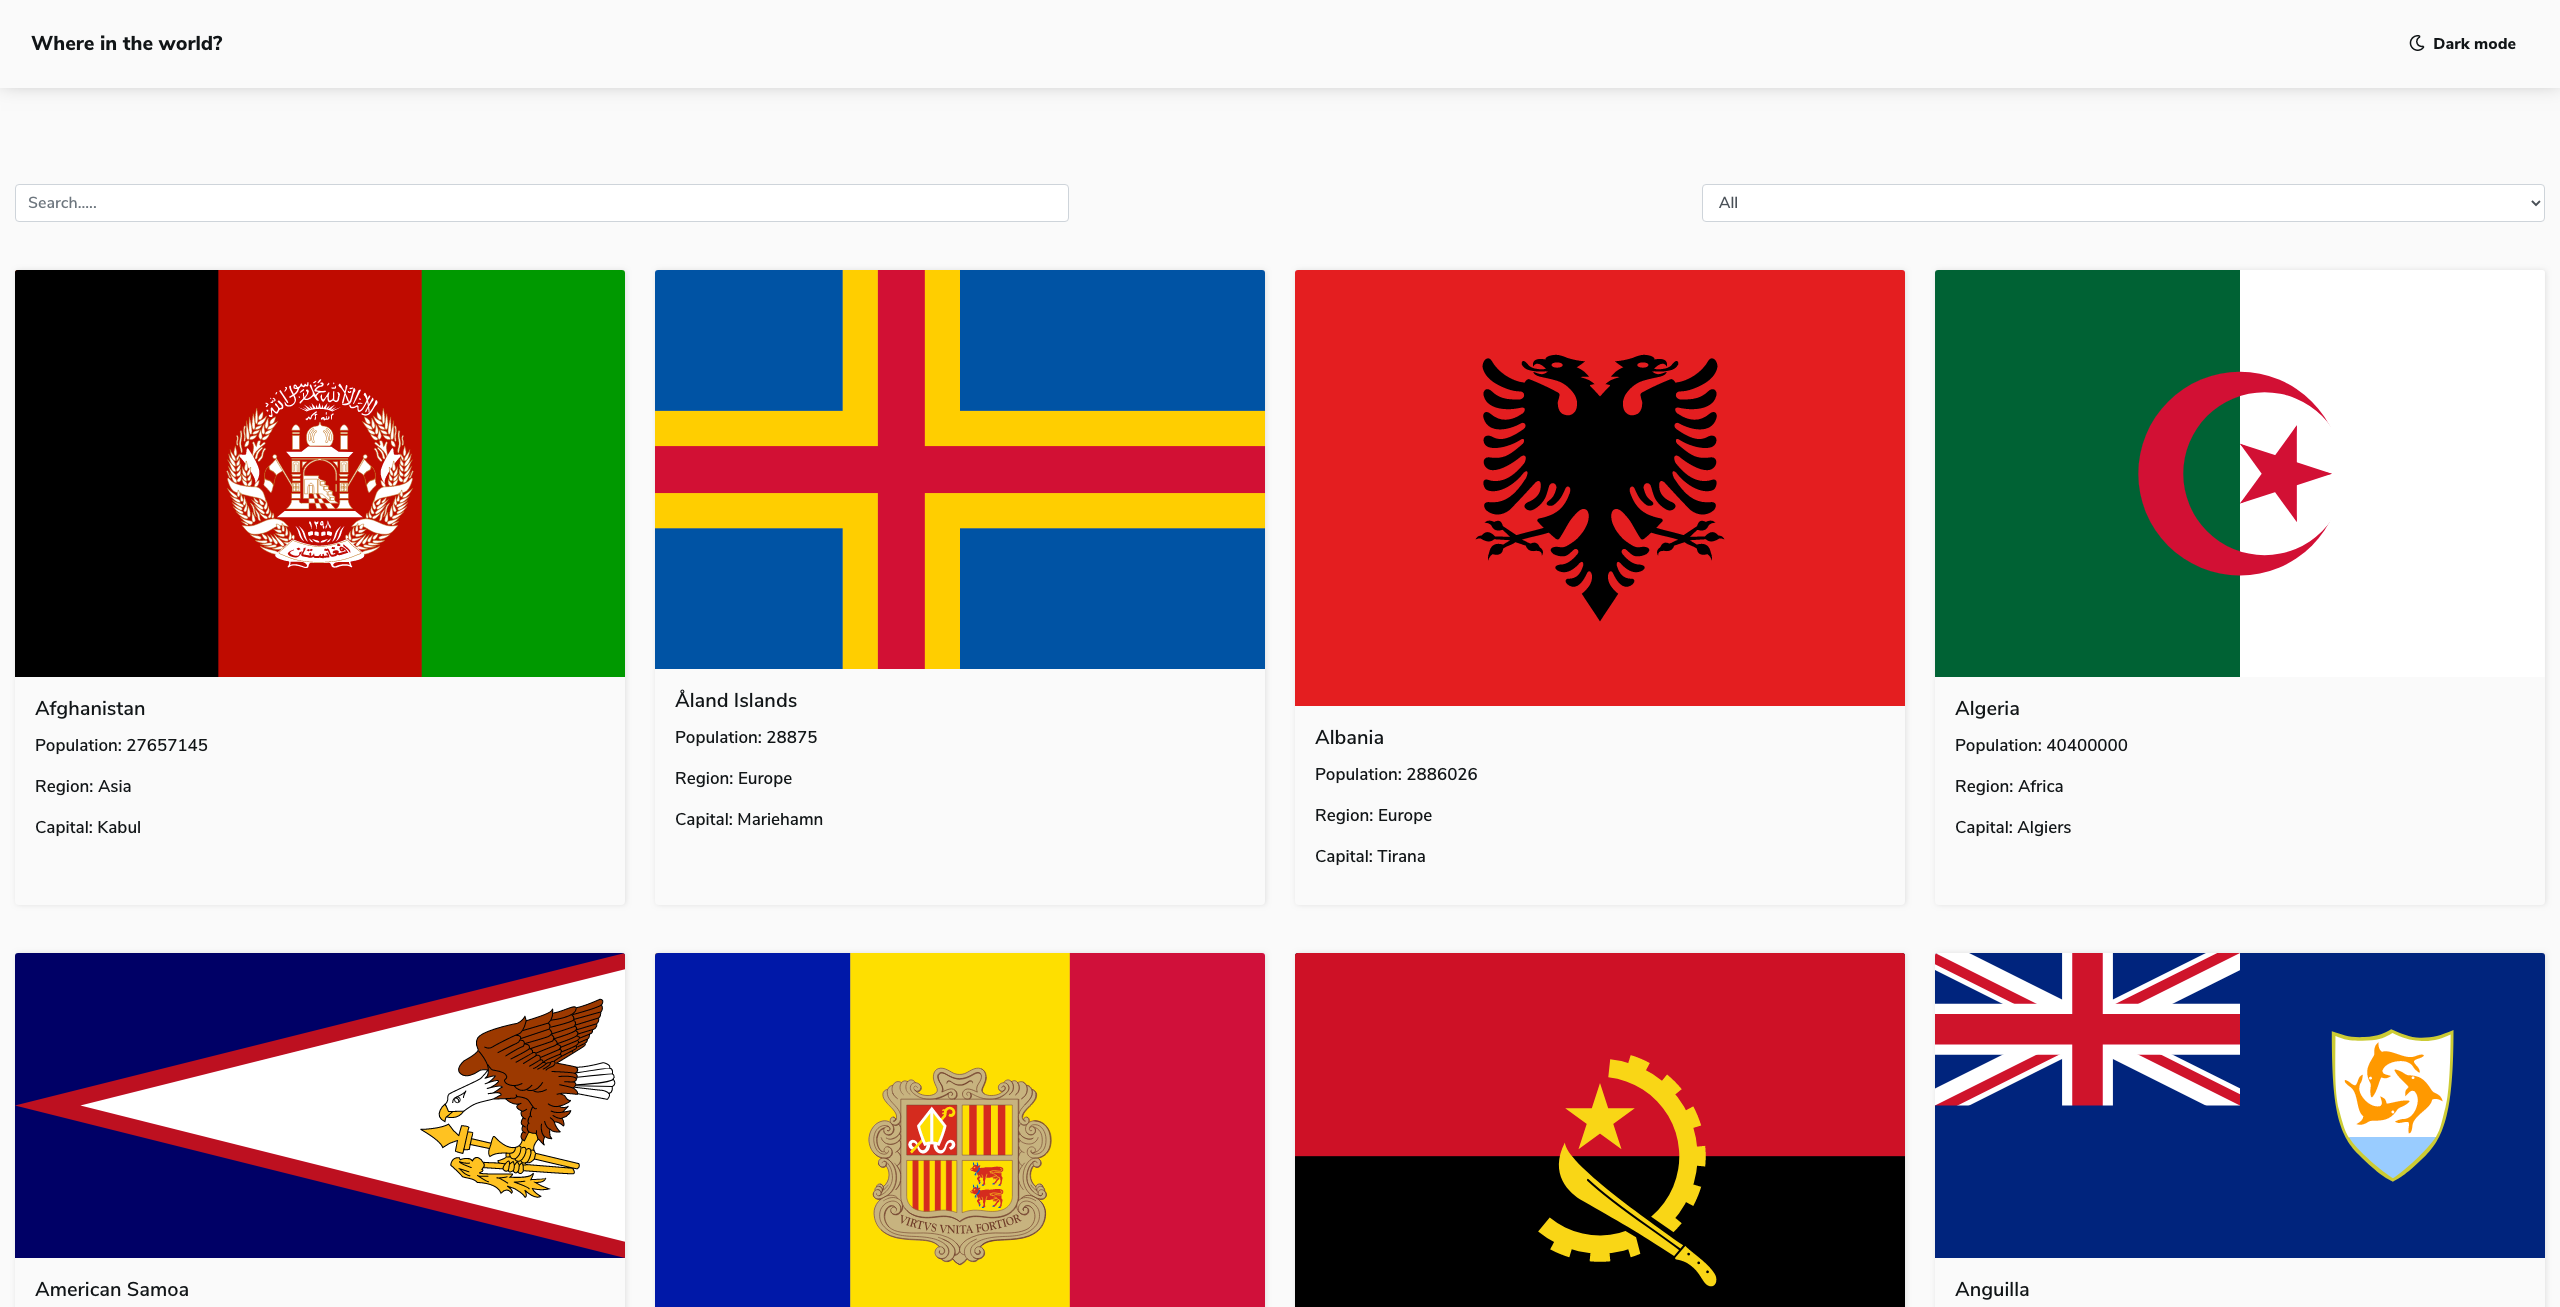 Where in the world?
Dark mode
Search.....
All
Afghanistan
Population: 27657145
Region: Asia
Capital: Kabul
Åland Islands
Population: 28875
Region: Europe
Capital: Mariehamn
Albania
Population: 2886026
Region: Europe
Capital: Tirana
Algeria
Population: 40400000
Region: Africa
Capital: Algiers
VIRTVS VNITA FORTIOR
American Samoa
Anguilla